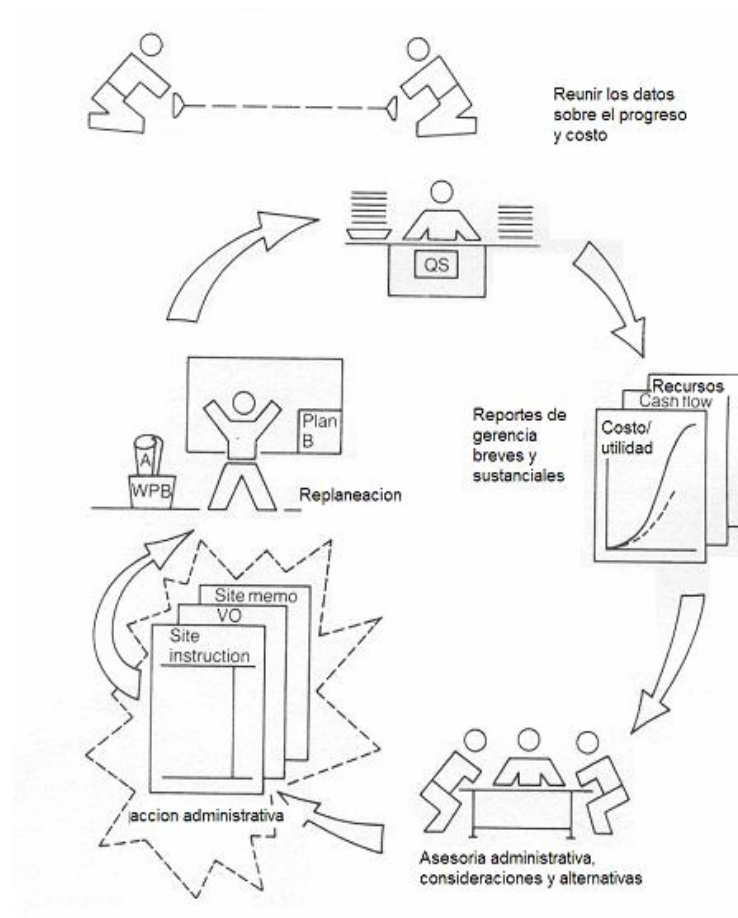 Reunir los datos
sobre el progreso
y costo
QS
Recursos
Cash flow
Costo/
utilidad
Reportes de
gerencia
breves y
sustanciales
Plan
B
A
WPB
Replaneacion
Site memo
VO
Site
instruction
accion administrativa
Asesoria administrativa,
consideraciones y alternativas